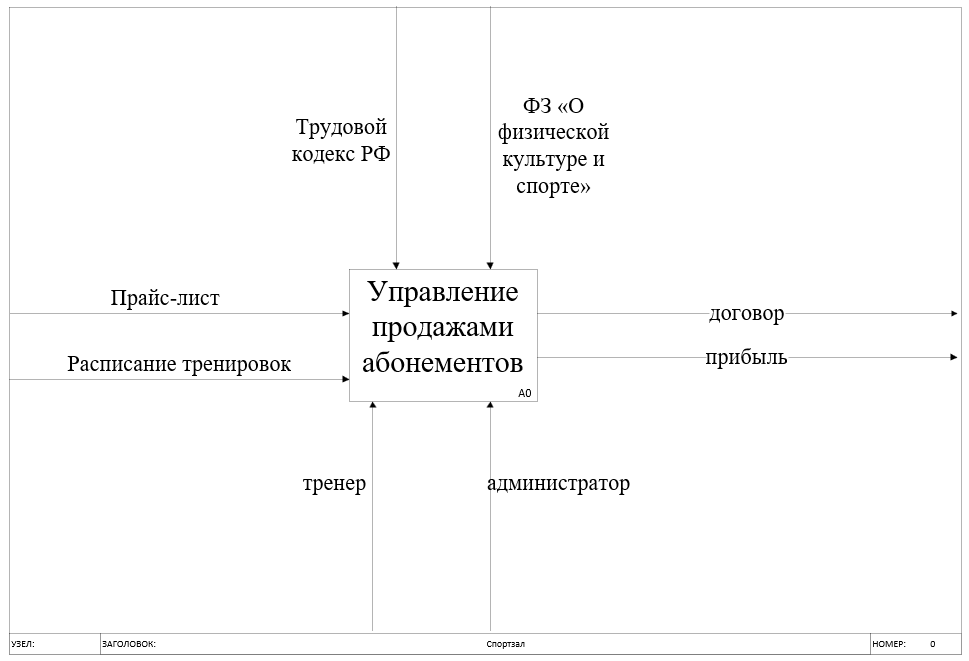 Трудовой
кодекс РФ
ФЗ «О
физической
культуре и
спорте»
Прайс-лист
Расписание тренировок
Управление
продажами
абонементов
A0
договор
прибыль
тренер
администратор
УЗЕЛ:
ЗАГОЛОВОК:
Спортзал
НОМЕР: 0